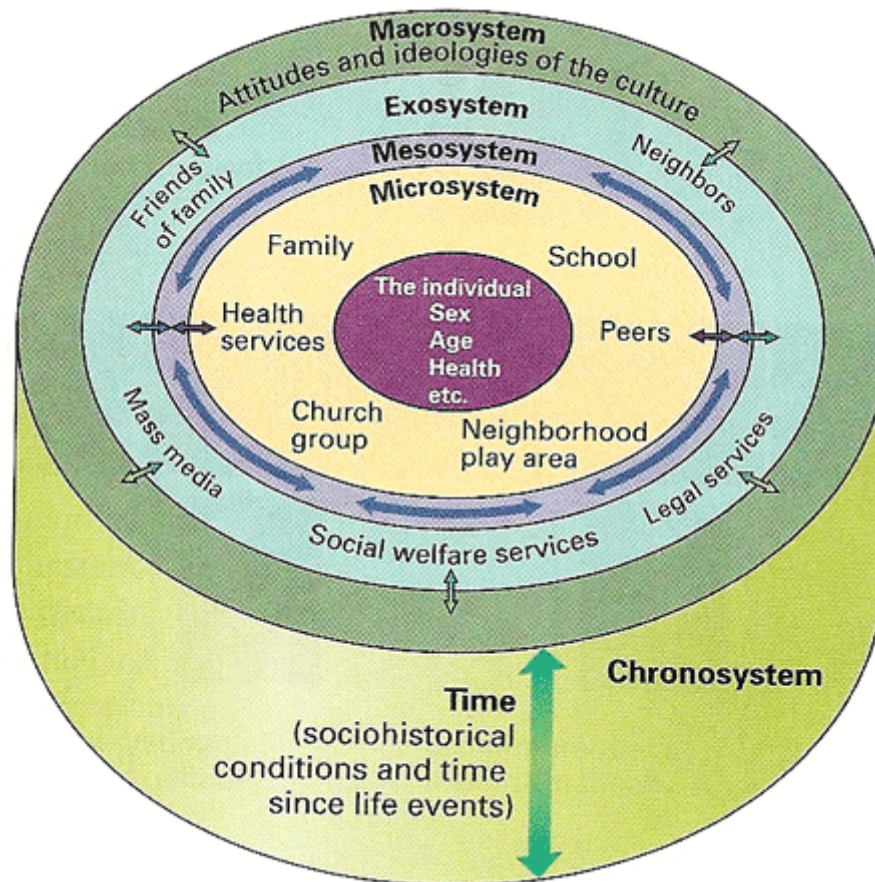 Macrosystem
Attitudes and ideologies of the culture
Exosystem
Mesosystem
Microsystem
Friends
of family
Neighbors
Family
School
The individual
Sex
Age
Health
etc.
Health
services
Peers
Church
group
Neighborhood
play area
Mass media
Legal services
Social welfare services
Chronosystem
Time
(sociohistorical
conditions and time
since life events)